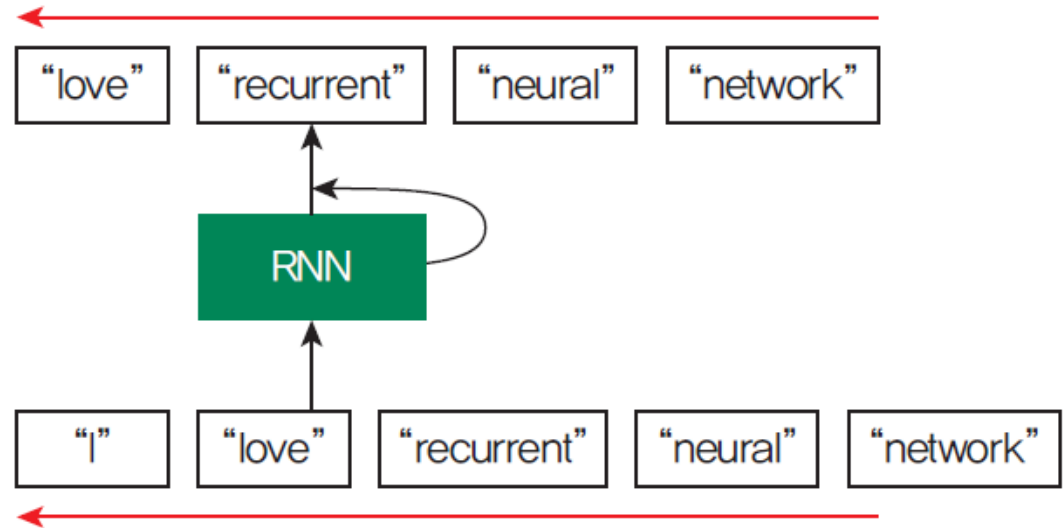 “love” “recurrent” “neural” “network”
RNN
“I” “love” “recurrent” “neural” “network”